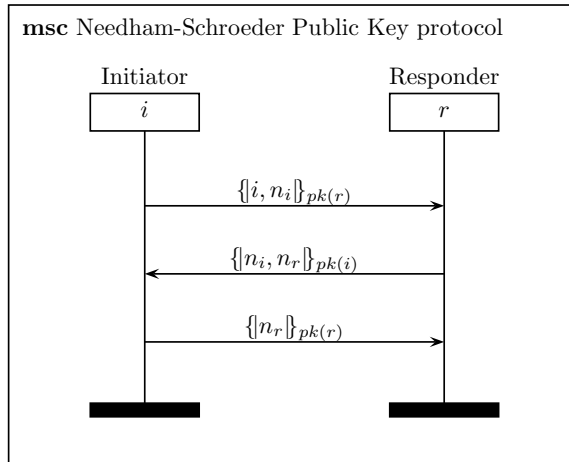 msc Needham-Schroeder Public Key protocol
Initiator Responder
i r
{|i, n_i|}_{pk(r)}
{|n_i, n_r|}_{pk(i)}
{|n_r|}_{pk(r)}